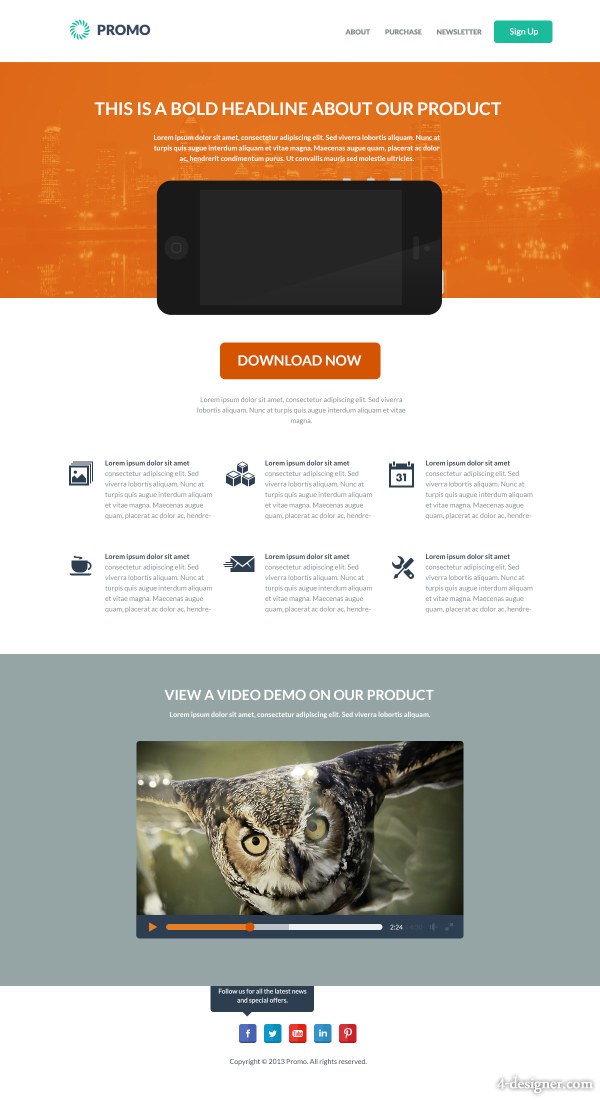 PROMO
ABOUT
PURCHASE
NEWSLETTER
Sign Up
THIS IS A BOLD HEADLINE ABOUT OUR PRODUCT
Lorem ipsum dolor sit amet, consectetur adipiscing elit. Sed viverra lobortis aliquam. Nunc at
turpis quis augue interdum aliquam et vitae magna. Maecenas augue quam, placerat ac dolor
ac, hendrerit condimentum purus. Ut convallis mauris sed molestie ultricies.
DOWNLOAD NOW
Lorem ipsum dolor sit amet, consectetur adipiscing elit. Sed viverra
lobortis aliquam. Nunc at turpis quis augue interdum aliquam et vitae
magna.
Lorem ipsum dolor sit amet
consectetur adipiscing elit. Sed
viverra lobortis aliquam. Nunc at
turpis quis augue interdum aliquam
et vitae magna. Maecenas augue
quam, placerat ac dolor ac, hendre-
Lorem ipsum dolor sit amet
consectetur adipiscing elit. Sed
viverra lobortis aliquam. Nunc at
turpis quis augue interdum aliquam
et vitae magna. Maecenas augue
quam, placerat ac dolor ac, hendre-
31
Lorem ipsum dolor sit amet
consectetur adipiscing elit. Sed
viverra lobortis aliquam. Nunc at
turpis quis augue interdum aliquam
et vitae magna. Maecenas augue
quam, placerat ac dolor ac, hendre-
Lorem ipsum dolor sit amet
consectetur adipiscing elit. Sed
viverra lobortis aliquam. Nunc at
turpis quis augue interdum aliquam
et vitae magna. Maecenas augue
quam, placerat ac dolor ac, hendre-
Lorem ipsum dolor sit amet
consectetur adipiscing elit. Sed
viverra lobortis aliquam. Nunc at
turpis quis augue interdum aliquam
et vitae magna. Maecenas augue
quam, placerat ac dolor ac, hendre-
Lorem ipsum dolor sit amet
consectetur adipiscing elit. Sed
viverra lobortis aliquam. Nunc at
turpis quis augue interdum aliquam
et vitae magna. Maecenas augue
quam, placerat ac dolor ac, hendre-
VIEW A VIDEO DEMO ON OUR PRODUCT
Lorem ipsum dolor sit amet, consectetur adipiscing elit. Sed viverra lobortis aliquam.
2:24
Follow us for all the latest news
and special offers.
f
You Tube
in
Copyright © 2013 Promo. All rights reserved.
4-designer.com